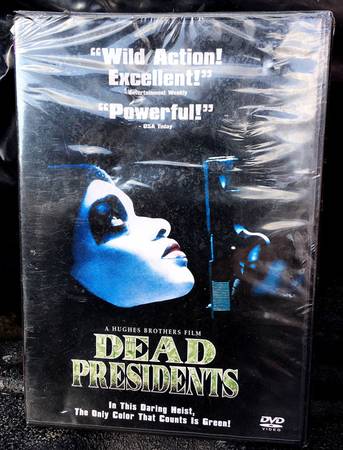 “Wild Action!
Excellent!”
-Entertainment Weekly
“Powerful!”
- USA Today
A HUGHES BROTHERS FILM
DEAD
PRESIDENTS
In This Daring Heist,
The Only Color That Counts Is Green!
DVD
VIDEO